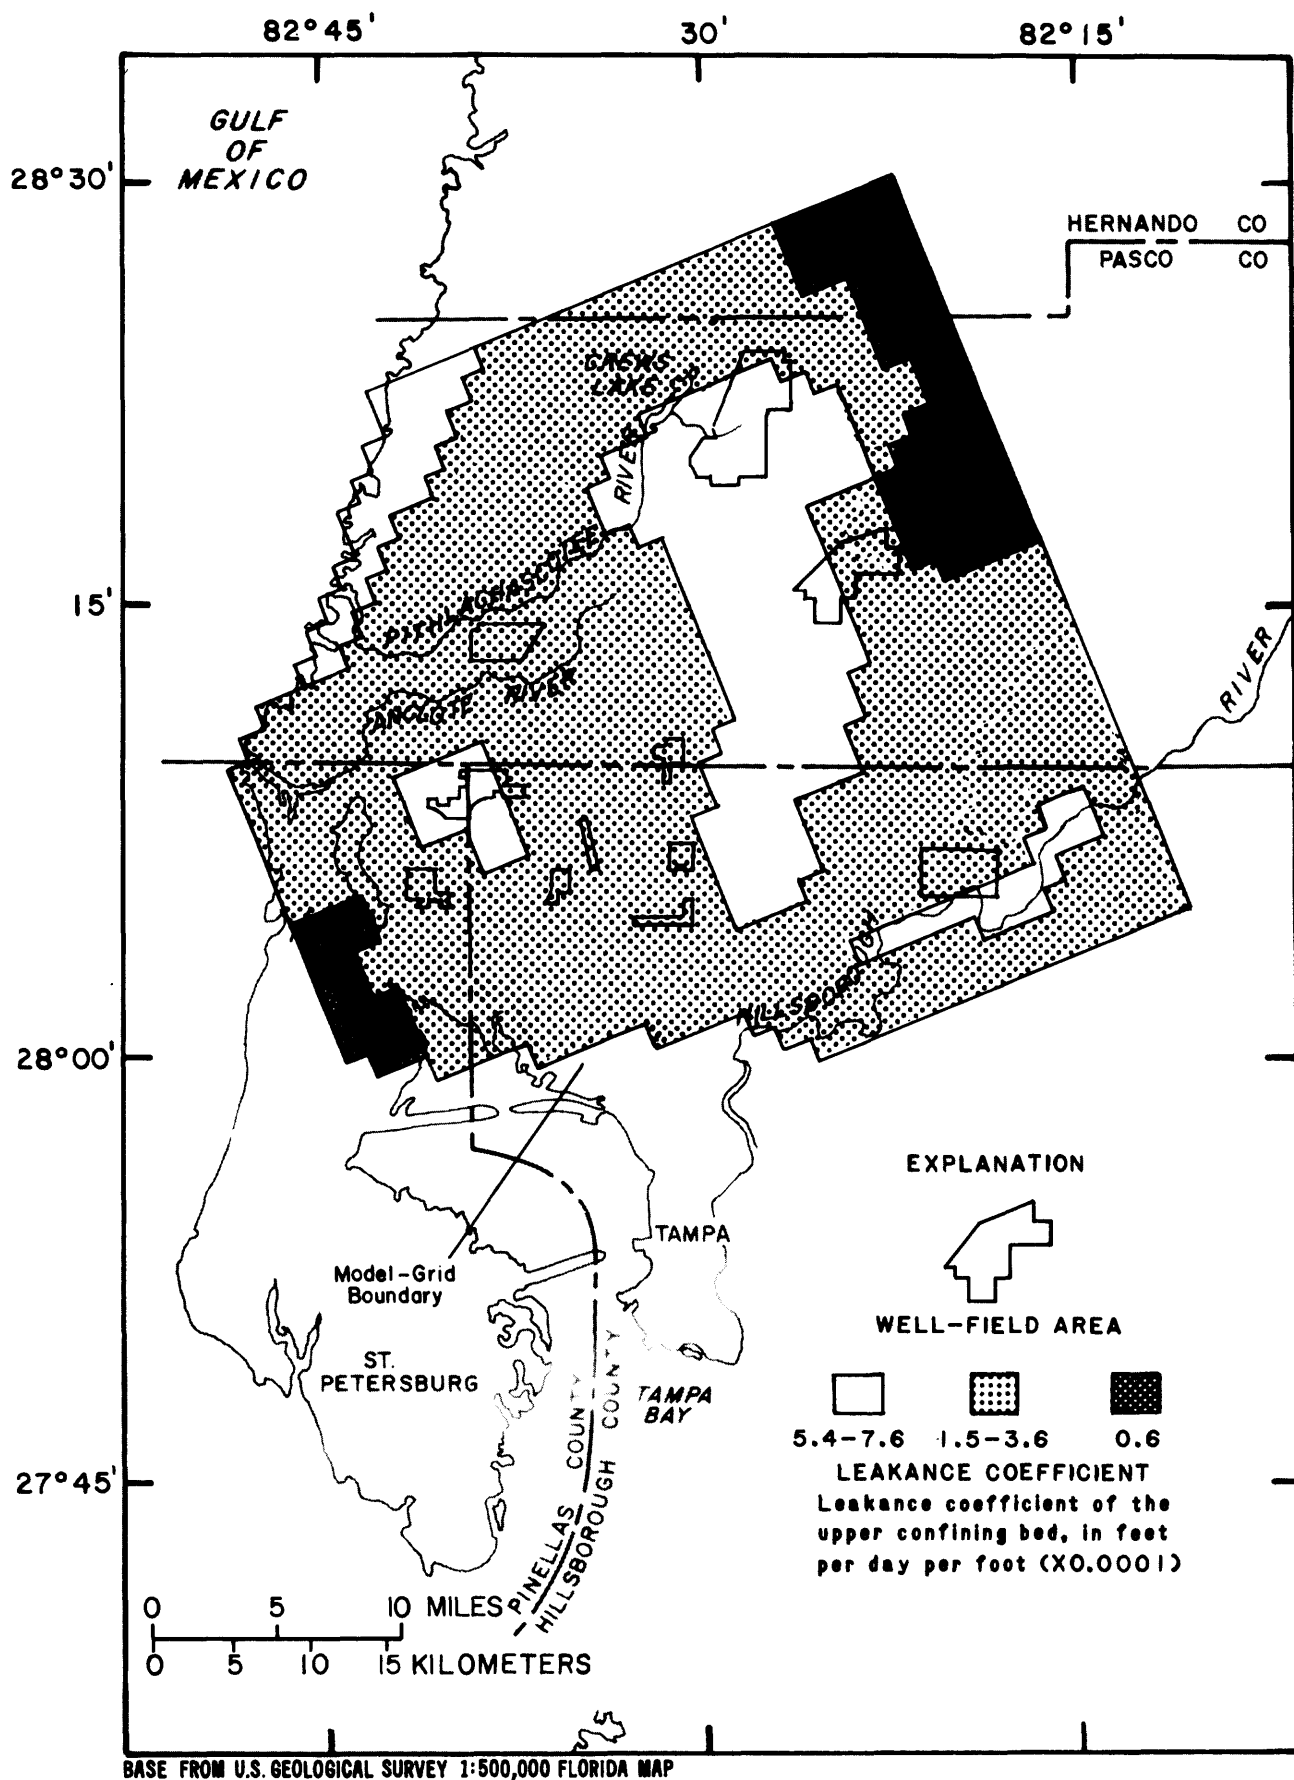 82°45'
30'
82°15'
GULF
OF
MEXICO
28°30'
HERNANDO CO
PASCO CO
CREWS
LAKE
RIVER
PITHLACHASCOTEE
15'
RIVER
ANCLOTE
RIVER
HILLSBOROUGH
28°00'
EXPLANATION
TAMPA
Model-Grid
Boundary
WELL-FIELD AREA
ST.
PETERSBURG
TAMPA
BAY
5.4-7.6 1.5-3.6 0.6
LEAKANCE COEFFICIENT
Leakance coefficient of the
upper confining bed, in feet
per day per foot (X0.0001)
27°45'
PINELLAS COUNTY
HILLSBOROUGH COUNTY
0 5 10 MILES
0 5 10 15 KILOMETERS
BASE FROM U.S. GEOLOGICAL SURVEY 1:500,000 FLORIDA MAP